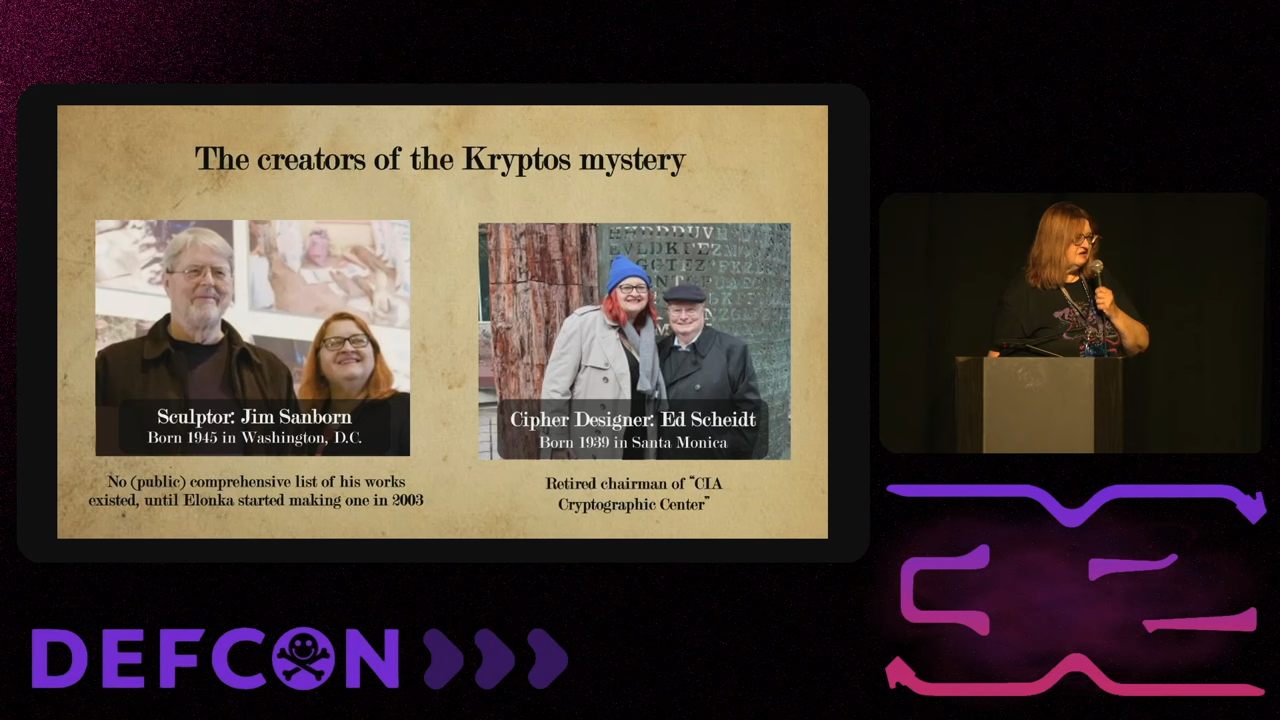 The creators of the Kryptos mystery
Sculptor: Jim Sanborn
Born 1945 in Washington, D.C.
No (public) comprehensive list of his works
existed, until Elonka started making one in 2003
Cipher Designer: Ed Scheidt
Born 1939 in Santa Monica
Retired chairman of “CIA
Cryptographic Center”
DEFCON